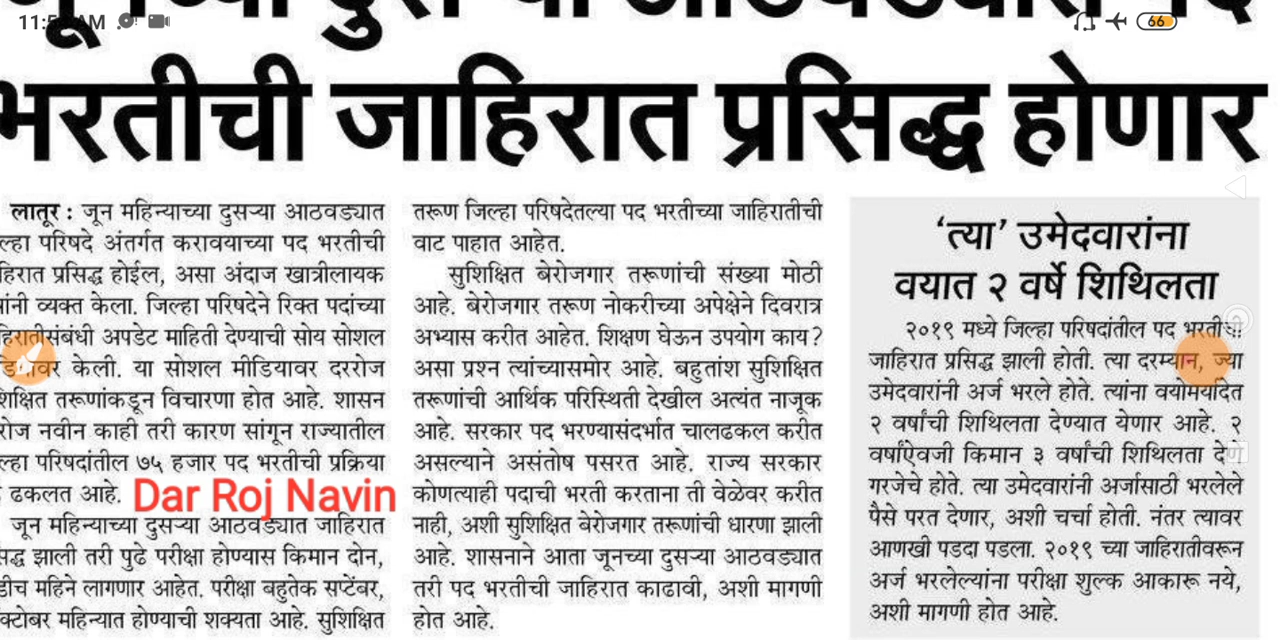 11:5 AM
66
भरतीची जाहिरात प्रसिद्ध होणार
लातूर : जून महिन्याच्या दुसऱ्या आठवड्यात
ल्हा परिषदे अंतर्गत करावयाच्या पद भरतीची
हिरात प्रसिद्ध होईल, असा अंदाज खात्रीलायक
ांनी व्यक्त केला. जिल्हा परिषदेने रिक्त पदांच्या
हिरातीसंबंधी अपडेट माहिती देण्याची सोय सोशल
वर केली. या सोशल मीडियावर दररोज
शिक्षित तरूणांकडून विचारणा होत आहे. शासन
रोज नवीन काही तरी कारण सांगून राज्यातील
ल्हा परिषदांतील ७५ हजार पद भरतीची प्रक्रिया
ढकलत आहे. Dar Roj Navin
जून महिन्याच्या दुसऱ्या आठवड्यात जाहिरात
सद्ध झाली तरी पुढे परीक्षा होण्यास किमान दोन,
डीच महिने लागणार आहेत. परीक्षा बहुतेक सप्टेंबर,
क्टोबर महिन्यात होण्याची शक्यता आहे. सुशिक्षित
तरूण जिल्हा परिषदेतल्या पद भरतीच्या जाहिरातीची
वाट पाहात आहेत.
सुशिक्षित बेरोजगार तरूणांची संख्या मोठी
आहे. बेरोजगार तरूण नोकरीच्या अपेक्षेने दिवरात्र
अभ्यास करीत आहेत. शिक्षण घेऊन उपयोग काय?
असा प्रश्न त्यांच्यासमोर आहे. बहुतांश सुशिक्षित
तरूणांची आर्थिक परिस्थिती देखील अत्यंत नाजूक
आहे. सरकार पद भरण्यासंदर्भात चालढकल करीत
असल्याने असंतोष पसरत आहे. राज्य सरकार
कोणत्याही पदाची भरती करताना ती वेळेवर करीत
नाही, अशी सुशिक्षित बेरोजगार तरूणांची धारणा झाली
आहे. शासनाने आता जूनच्या दुसऱ्या आठवड्यात
तरी पद भरतीची जाहिरात काढावी, अशी मागणी
होत आहे.
‘त्या’ उमेदवारांना
वयात २ वर्षे शिथिलता
२०१९ मध्ये जिल्हा परिषदांतील पद भरतीची
जाहिरात प्रसिद्ध झाली होती. त्या दरम्यान, ज्या
उमेदवारांनी अर्ज भरले होते. त्यांना वयोमर्यादेत
२ वर्षांची शिथिलता देण्यात येणार आहे. २
वर्षांऐवजी किमान ३ वर्षांची शिथिलता देणे
गरजेचे होते. त्या उमेदवारांनी अर्जासाठी भरलेले
पैसे परत देणार, अशी चर्चा होती. नंतर त्यावर
आणखी पडदा पडला. २०१९ च्या जाहिरातीवरून
अर्ज भरलेल्यांना परीक्षा शुल्क आकारू नये,
अशी मागणी होत आहे.